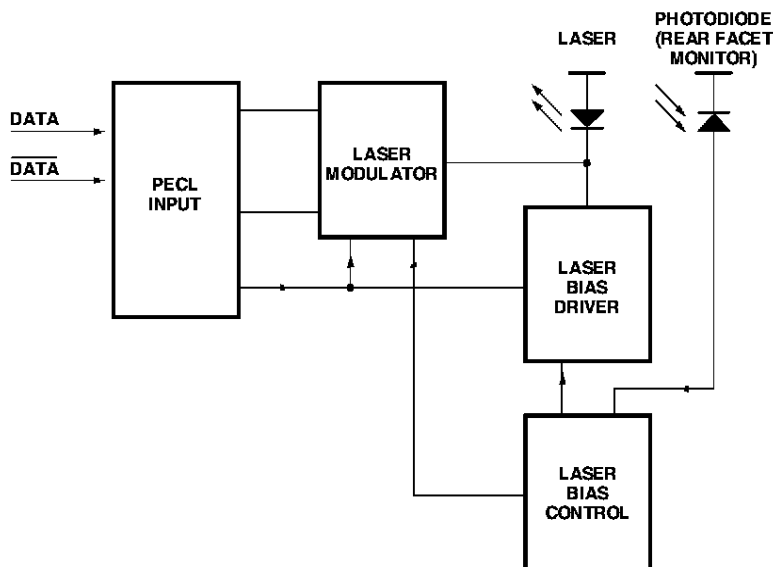 PHOTODIODE
(REAR FACET
MONITOR)
LASER
DATA
DATA
PECL
INPUT
LASER
MODULATOR
LASER
BIAS
DRIVER
LASER
BIAS
CONTROL